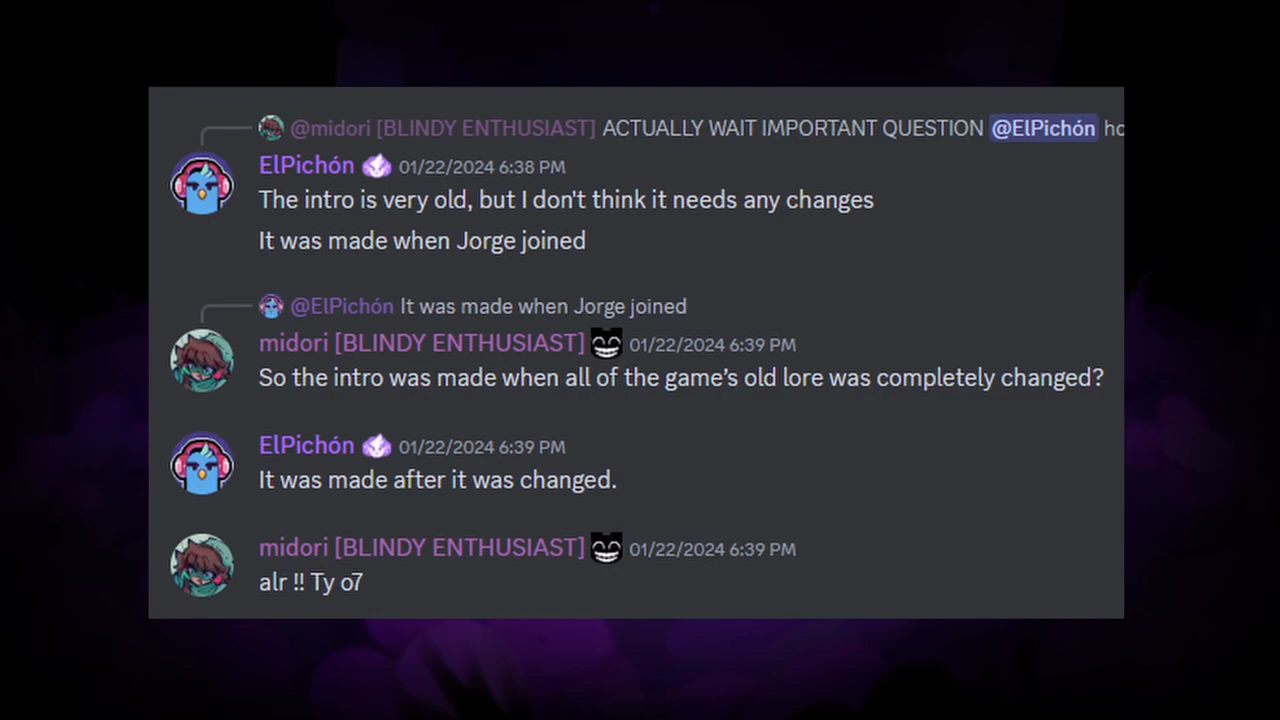 @midori [BLINDY ENTHUSIAST] ACTUALLY WAIT IMPORTANT QUESTION @ElPichón
ElPichón 01/22/2024 6:38 PM
The intro is very old, but I don't think it needs any changes
It was made when Jorge joined
@ElPichón It was made when Jorge joined
midori [BLINDY ENTHUSIAST] 01/22/2024 6:39 PM
So the intro was made when all of the game’s old lore was completely changed?
ElPichón 01/22/2024 6:39 PM
It was made after it was changed.
midori [BLINDY ENTHUSIAST] 01/22/2024 6:39 PM
alr !! Ty o7